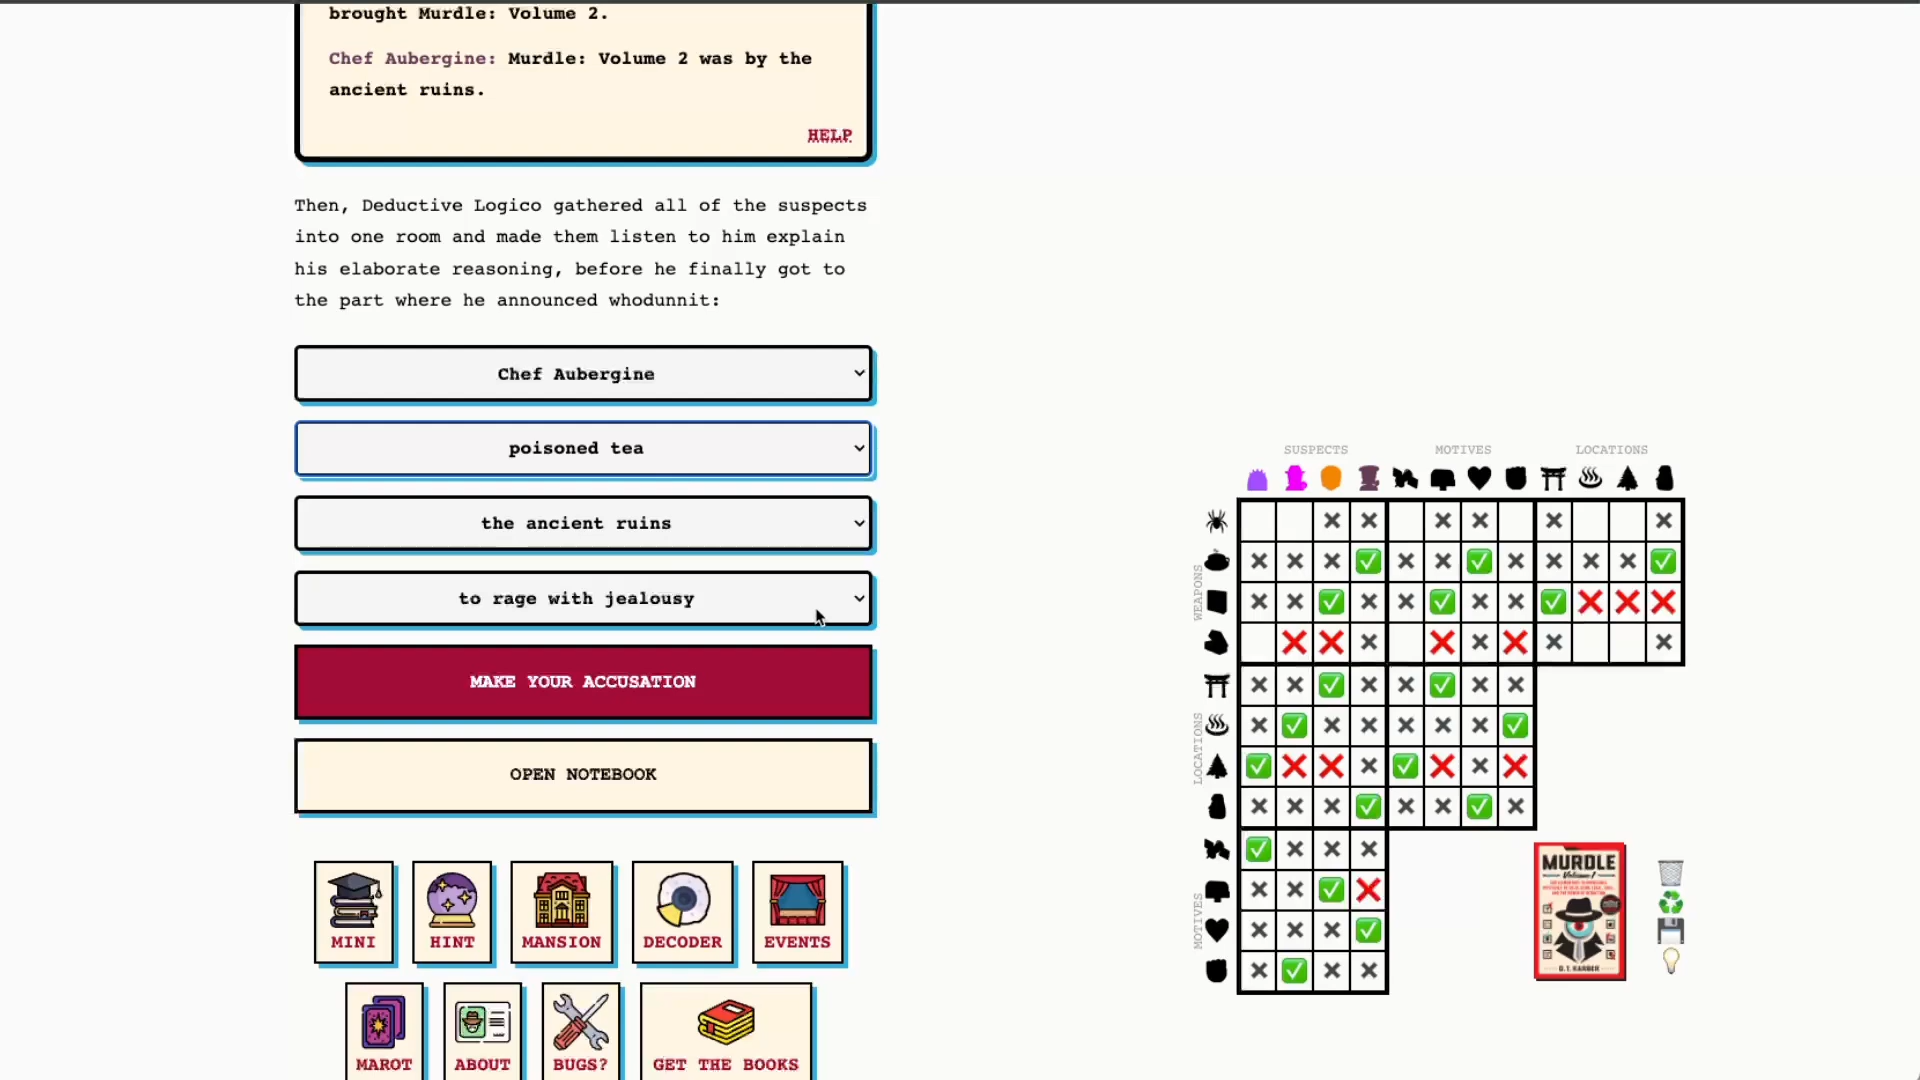 brought Murdle: Volume 2.
Chef Aubergine: Murdle: Volume 2 was by the
ancient ruins.
HELP
Then, Deductive Logico gathered all of the suspects
into one room and made them listen to him explain
his elaborate reasoning, before he finally got to
the part where he announced whodunnit:
Chef Aubergine
poisoned tea
the ancient ruins
to rage with jealousy
MAKE YOUR ACCUSATION
OPEN NOTEBOOK
MINI
HINT
MANSION
DECODER
EVENTS
MAROT
ABOUT
BUGS?
GET THE BOOKS
SUSPECTS
MOTIVES
LOCATIONS
WEAPONS
LOCATIONS
MOTIVES
MURDLE
Volume 1
G.T. KARBER